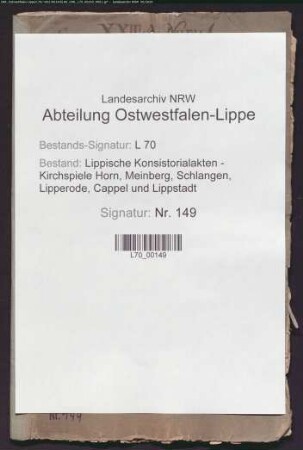 XXIII
Landesarchiv NRW
Abteilung Ostwestfalen-Lippe
Bestands-Signatur: L 70
Bestand: Lippische Konsistorialakten -
Kirchspiele Horn, Meinberg, Schlangen,
Lipperode, Cappel und Lippstadt
Signatur: Nr. 149
L70_00149